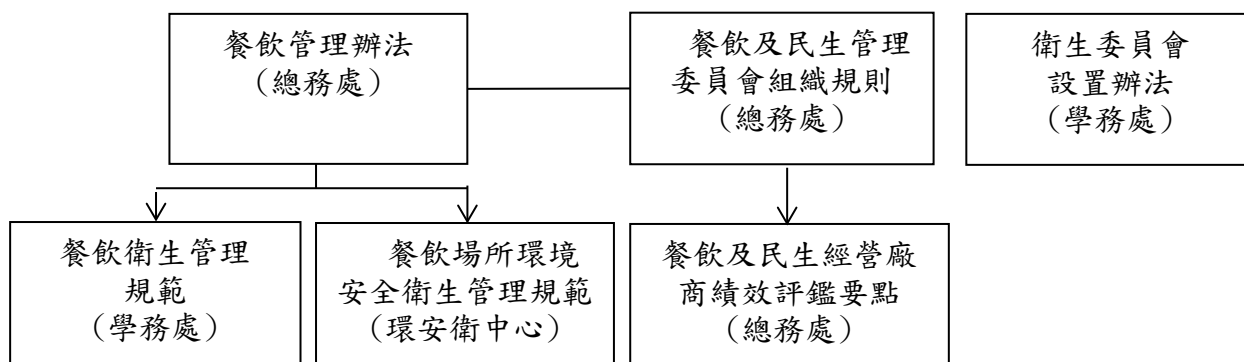 餐飲管理辦法
(總務處)
餐飲及民生管理
委員會組織規則
(總務處)
衛生委員會
設置辦法
(學務處)
餐飲衛生管理
規範
(學務處)
餐飲場所環境
安全衛生管理規範
(環安衛中心)
餐飲及民生經營廠
商績效評鑑要點
(總務處)